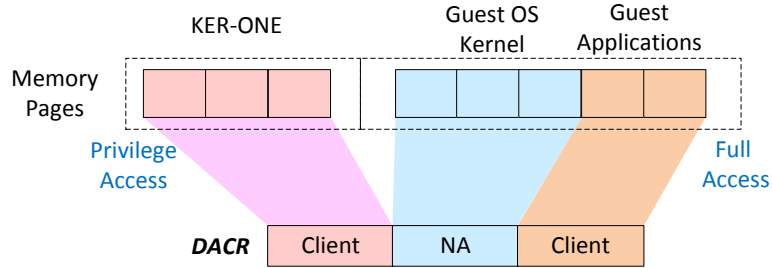 KER-ONE
Guest OS
Kernel
Guest
Applications
Memory
Pages
Privilege
Access
Full
Access
DACR
Client
NA
Client